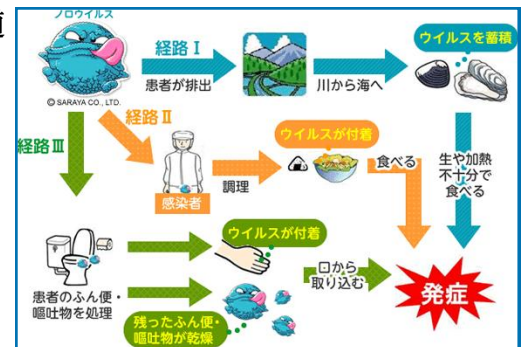 道
ノロウイルス
© SARAYA CO., LTD.
経路Ⅰ
患者が排出
川から海へ
ウイルスを蓄積
生や加熱
不十分で
食べる
経路Ⅱ
感染者
調理
ウイルスが付着
食べる
経路Ⅲ
患者のふん便・
嘔吐物を処理
ウイルスが付着
残ったふん便・
嘔吐物が乾燥
口から
取り込む
発症